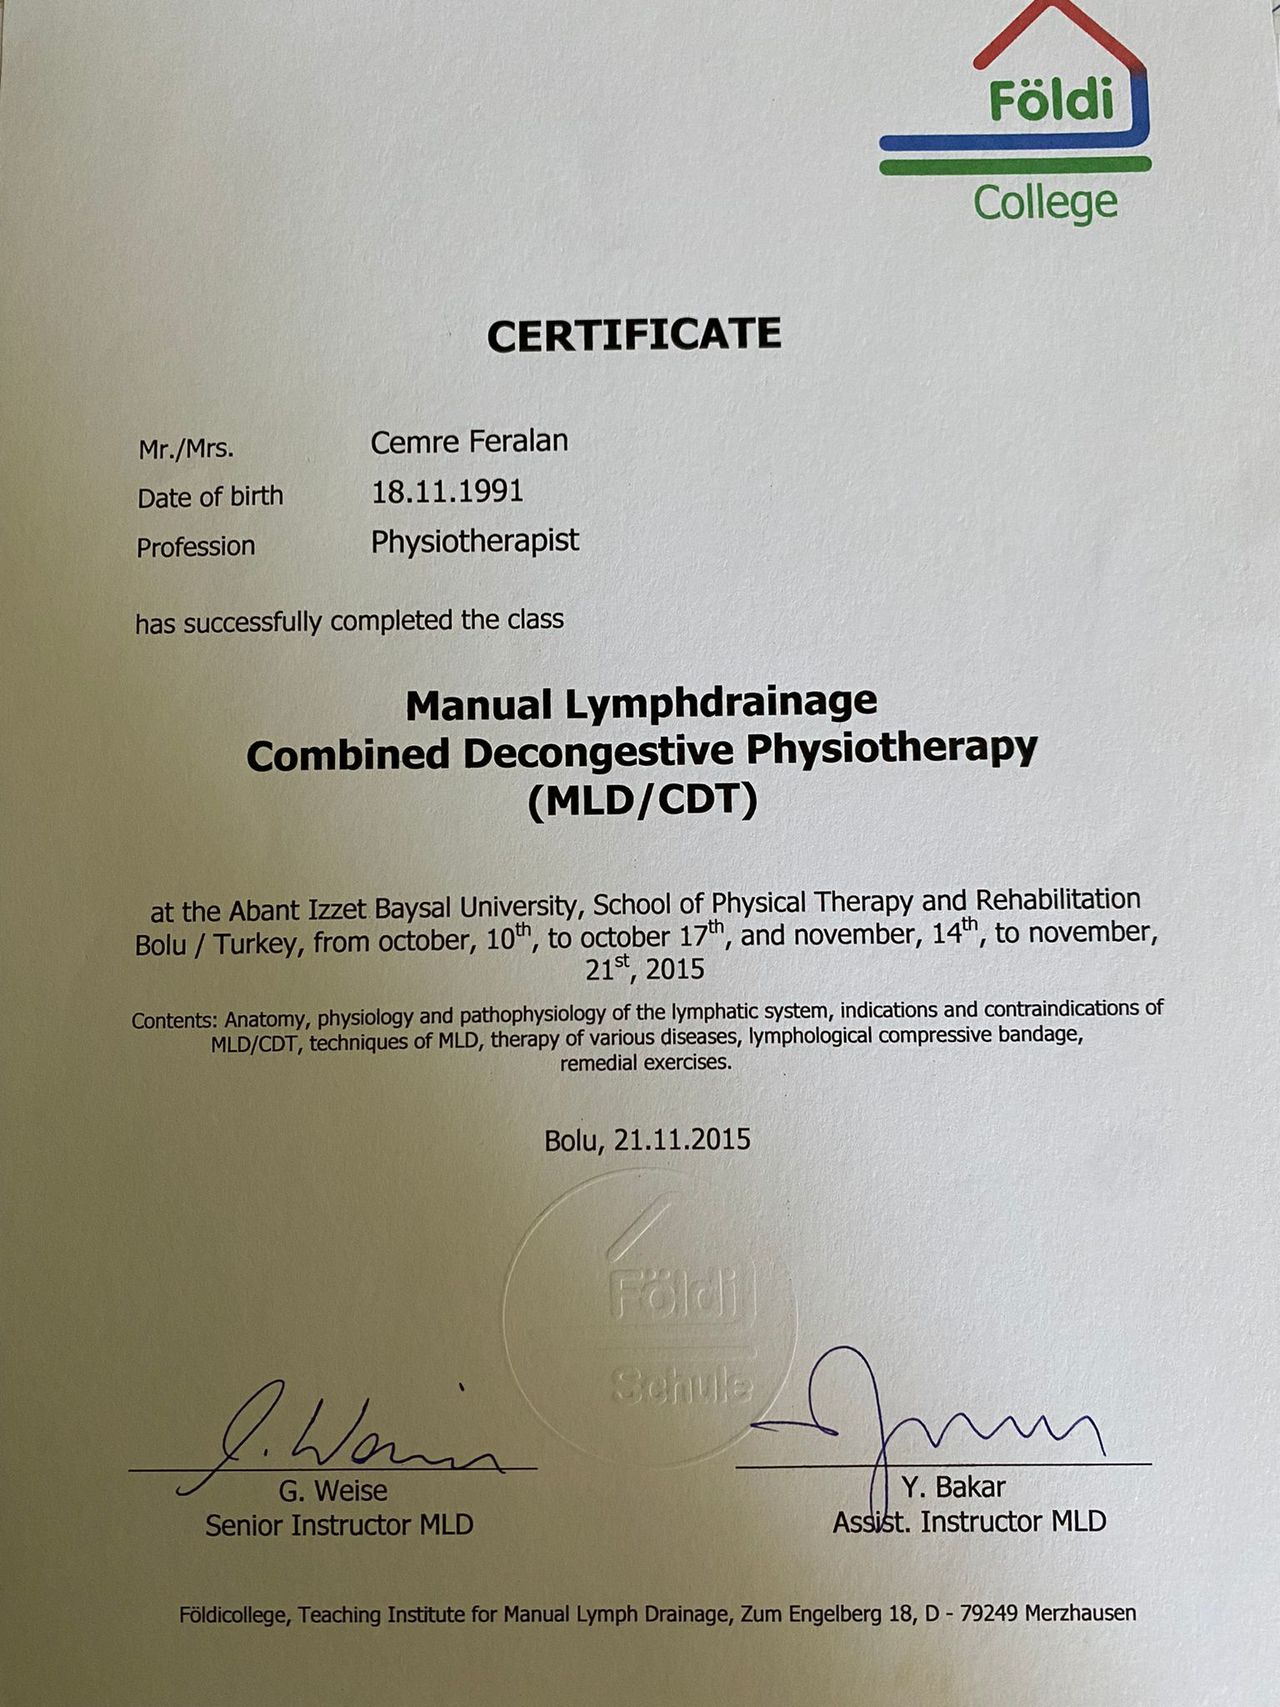 Földi
College
CERTIFICATE
Mr./Mrs. Cemre Feralan
Date of birth 18.11.1991
Profession Physiotherapist
has successfully completed the class
Manual Lymphdrainage
Combined Decongestive Physiotherapy
(MLD/CDT)
at the Abant Izzet Baysal University, School of Physical Therapy and Rehabilitation
Bolu / Turkey, from october, 10th, to october 17th, and november, 14th, to november,
21st, 2015
Contents: Anatomy, physiology and pathophysiology of the lymphatic system, indications and contraindications of
MLD/CDT, techniques of MLD, therapy of various diseases, lymphological compressive bandage,
remedial exercises.
Bolu, 21.11.2015
Földi
Schule
G. Weise
Senior Instructor MLD
Y. Bakar
Assist. Instructor MLD
Földicollege, Teaching Institute for Manual Lymph Drainage, Zum Engelberg 18, D - 79249 Merzhausen